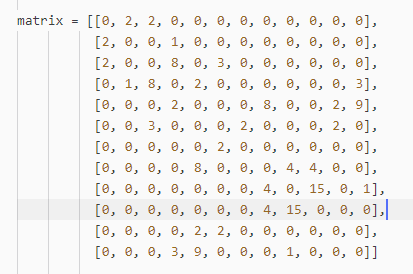 matrix = [[0, 2, 2, 0, 0, 0, 0, 0, 0, 0, 0, 0],
[2, 0, 0, 1, 0, 0, 0, 0, 0, 0, 0, 0],
[2, 0, 0, 8, 0, 3, 0, 0, 0, 0, 0, 0],
[0, 1, 8, 0, 2, 0, 0, 0, 0, 0, 0, 3],
[0, 0, 0, 2, 0, 0, 0, 8, 0, 0, 2, 9],
[0, 0, 3, 0, 0, 0, 2, 0, 0, 0, 2, 0],
[0, 0, 0, 0, 0, 2, 0, 0, 0, 0, 0, 0],
[0, 0, 0, 0, 8, 0, 0, 0, 4, 4, 0, 0],
[0, 0, 0, 0, 0, 0, 0, 4, 0, 15, 0, 1],
[0, 0, 0, 0, 0, 0, 0, 4, 15, 0, 0, 0],
[0, 0, 0, 0, 2, 2, 0, 0, 0, 0, 0, 0],
[0, 0, 0, 3, 9, 0, 0, 0, 1, 0, 0, 0]]